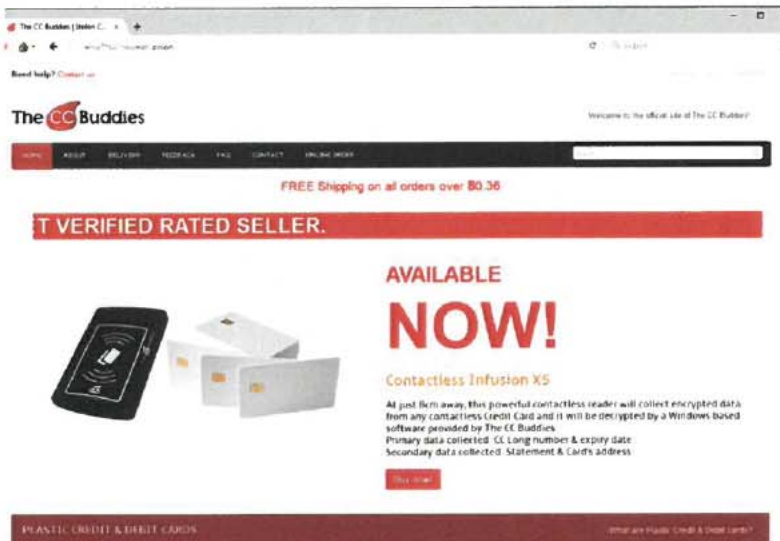 The CC Buddies | Union C...
Need help? Contact us
The CC Buddies
Welcome to the official site of The CC Buddies!
HOME ABOUT DELIVERY FEEDBACK FAQ CONTACT ONLINE ORDER
FREE Shipping on all orders over ฿0.36
T VERIFIED RATED SELLER.
AVAILABLE
NOW!
Contactless Infusion X5
At just 8cm away, this powerful contactless reader will collect encrypted data
from any contactless Credit Card and it will be decrypted by a Windows based
software provided by The CC Buddies
Primary data collected: CC Long number & expiry date
Secondary data collected: Statement & Card's address
Buy now!
PLASTIC CREDIT & DEBIT CARDS
What are Plastic Credit & Debit Cards?